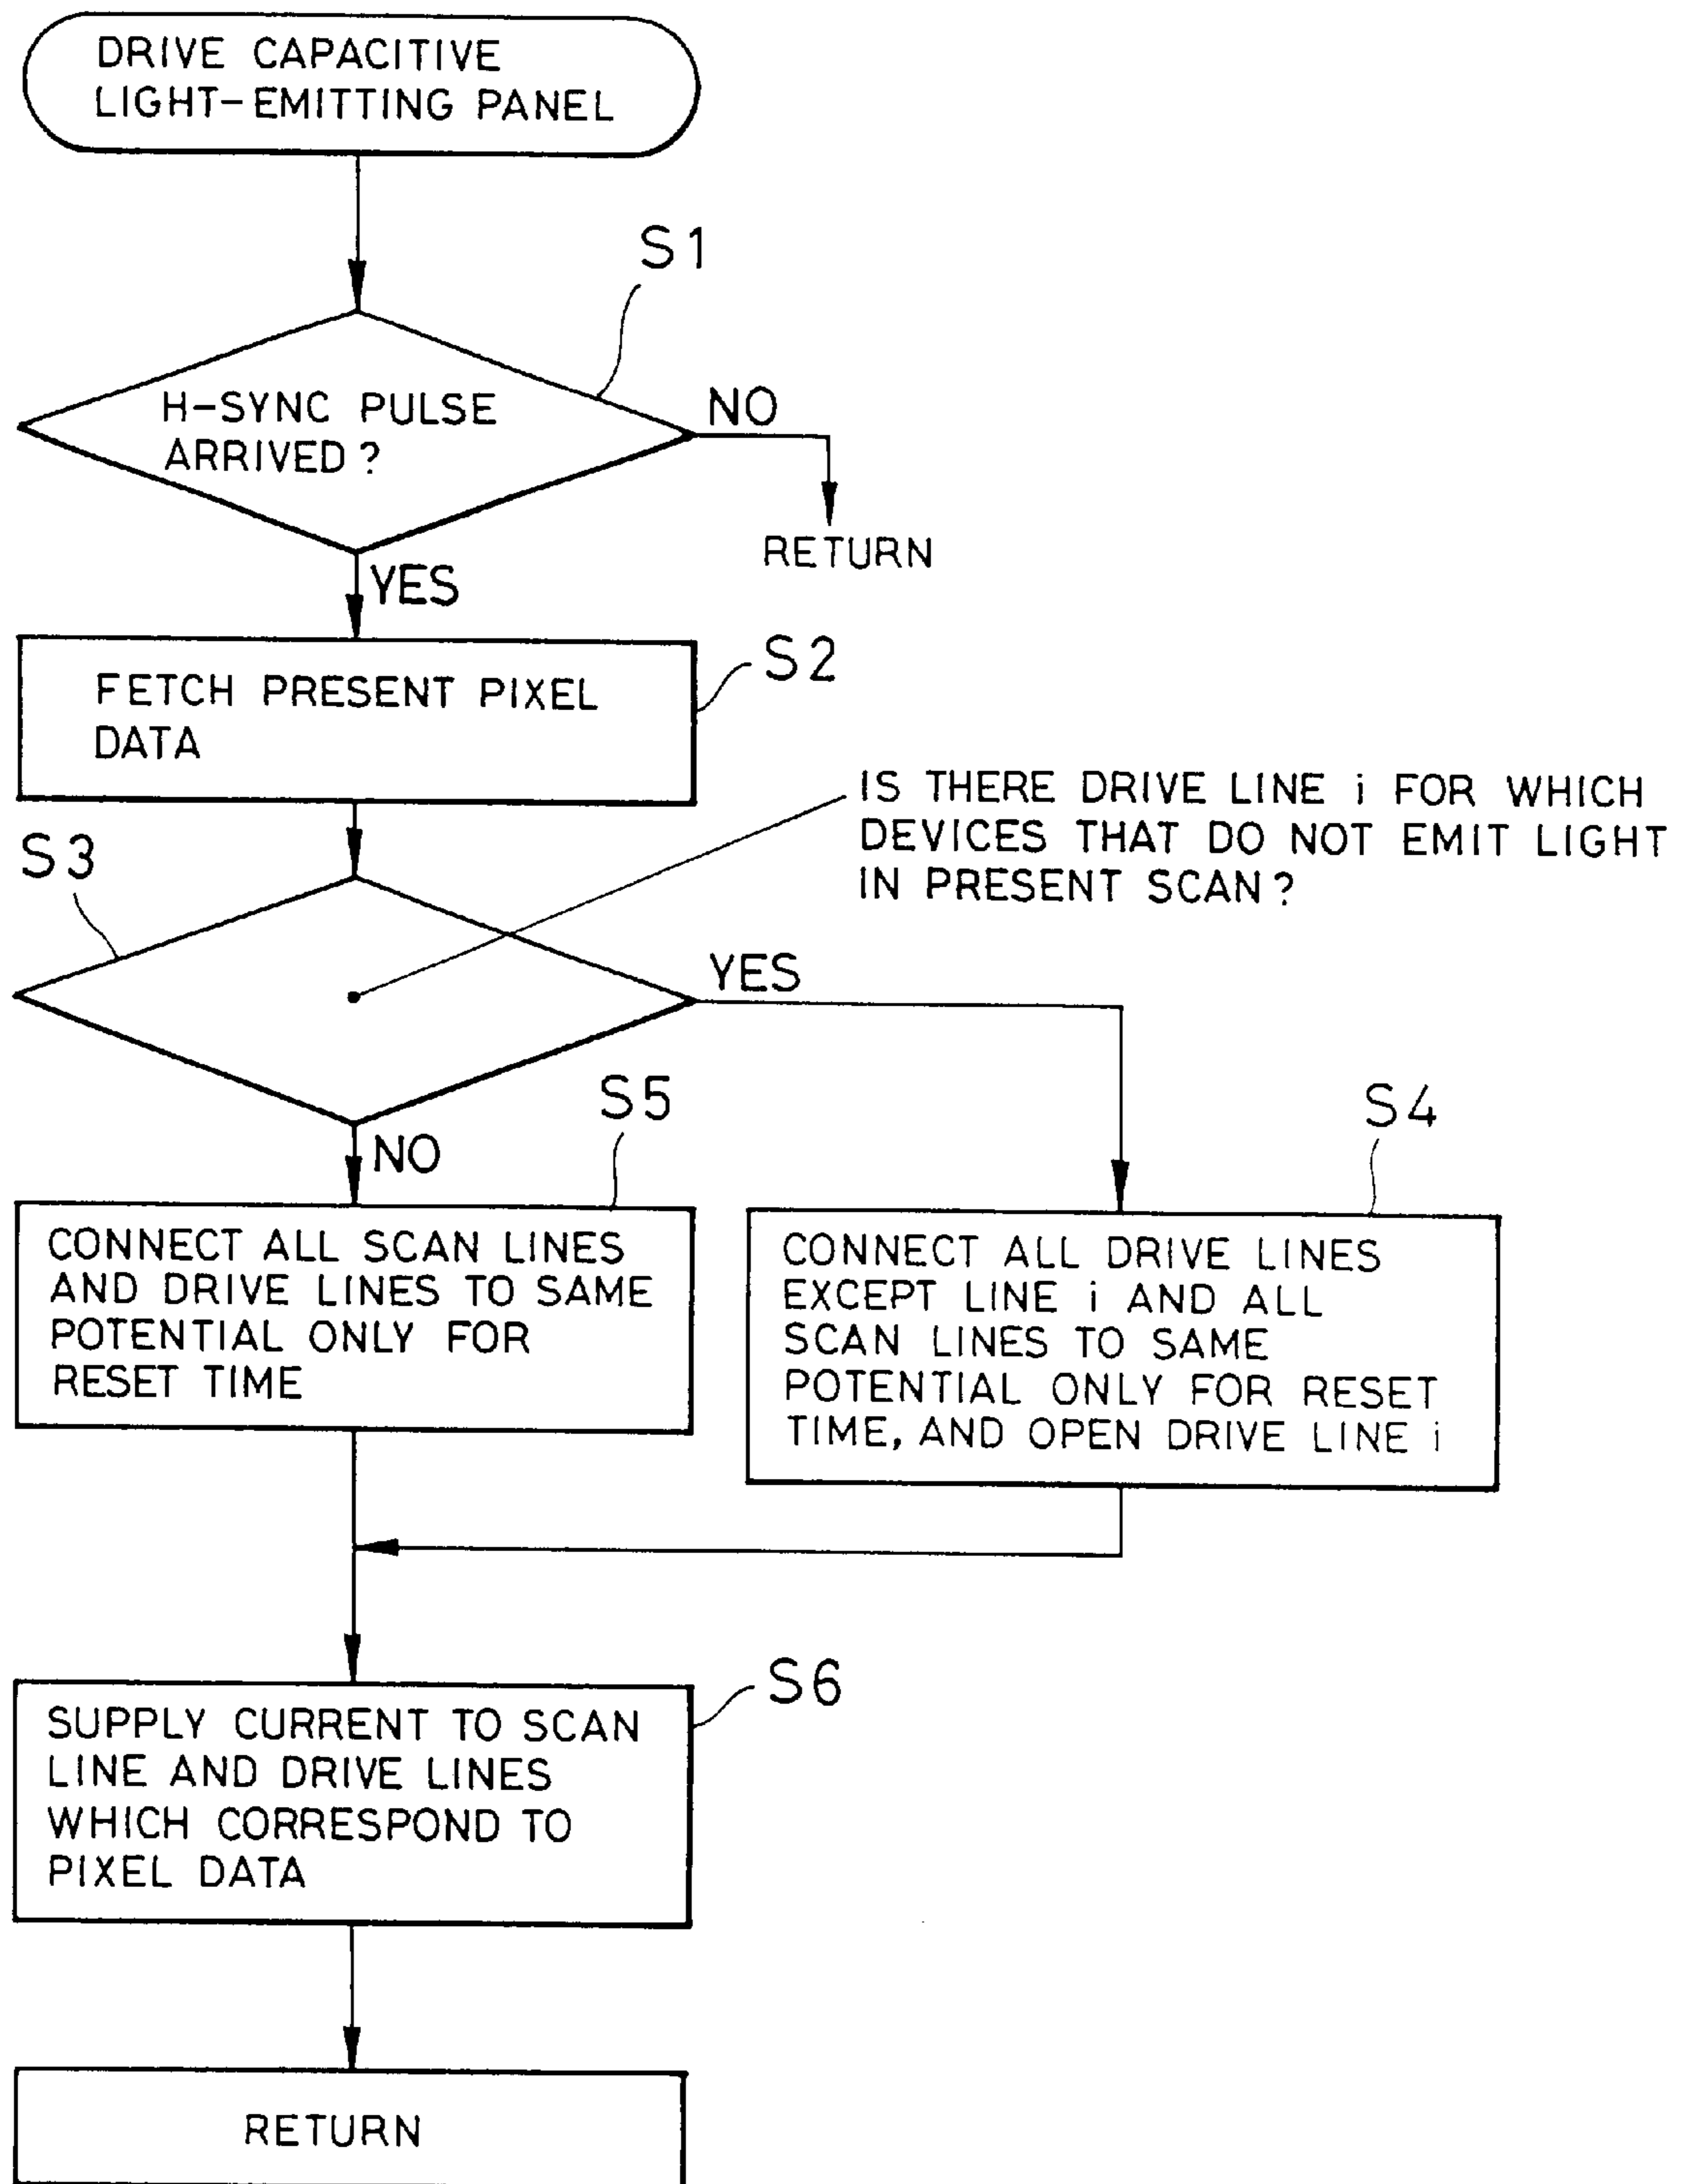 DRIVE CAPACITIVE
LIGHT-EMITTING PANEL
S1
H-SYNC PULSE
ARRIVED?
NO
RETURN
YES
S2
FETCH PRESENT PIXEL
DATA
IS THERE DRIVE LINE i FOR WHICH
DEVICES THAT DO NOT EMIT LIGHT
IN PRESENT SCAN?
S3
YES
NO
S5
CONNECT ALL SCAN LINES
AND DRIVE LINES TO SAME
POTENTIAL ONLY FOR
RESET TIME
S4
CONNECT ALL DRIVE LINES
EXCEPT LINE i AND ALL
SCAN LINES TO SAME
POTENTIAL ONLY FOR RESET
TIME, AND OPEN DRIVE LINE i
S6
SUPPLY CURRENT TO SCAN
LINE AND DRIVE LINES
WHICH CORRESPOND TO
PIXEL DATA
RETURN